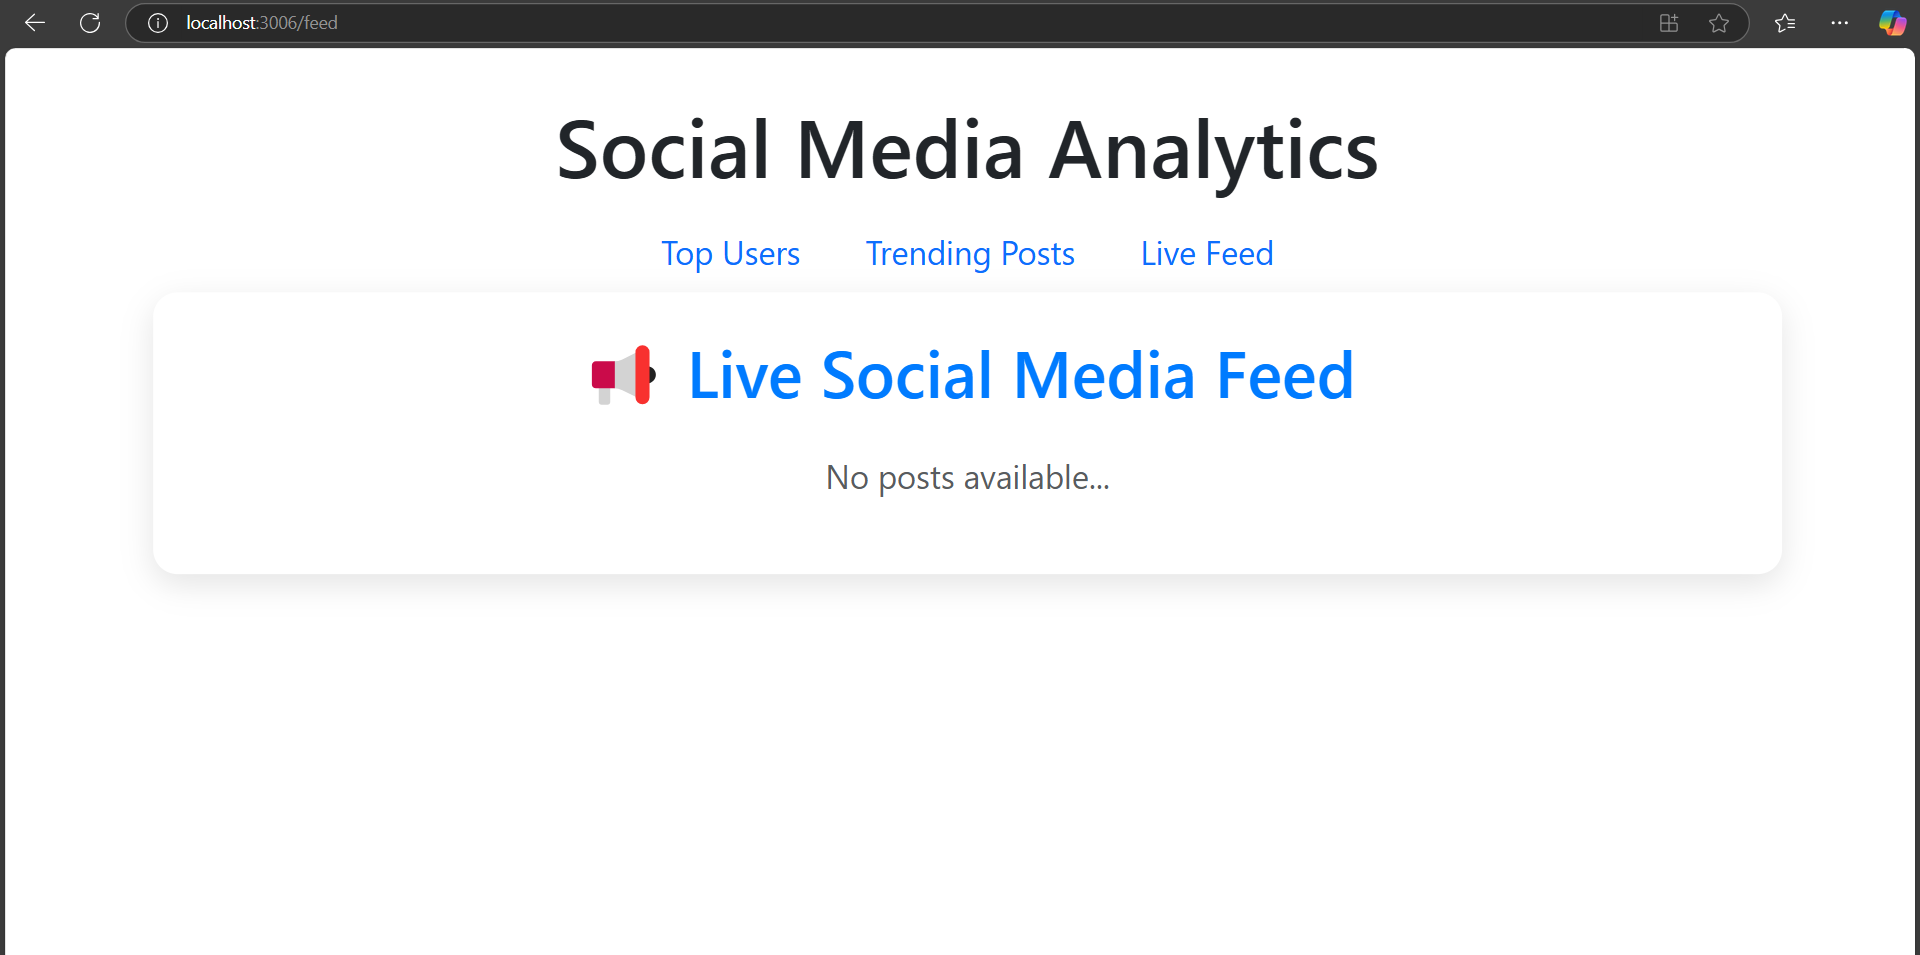 localhost:3006/feed
Social Media Analytics
Top Users Trending Posts Live Feed
Live Social Media Feed
No posts available...